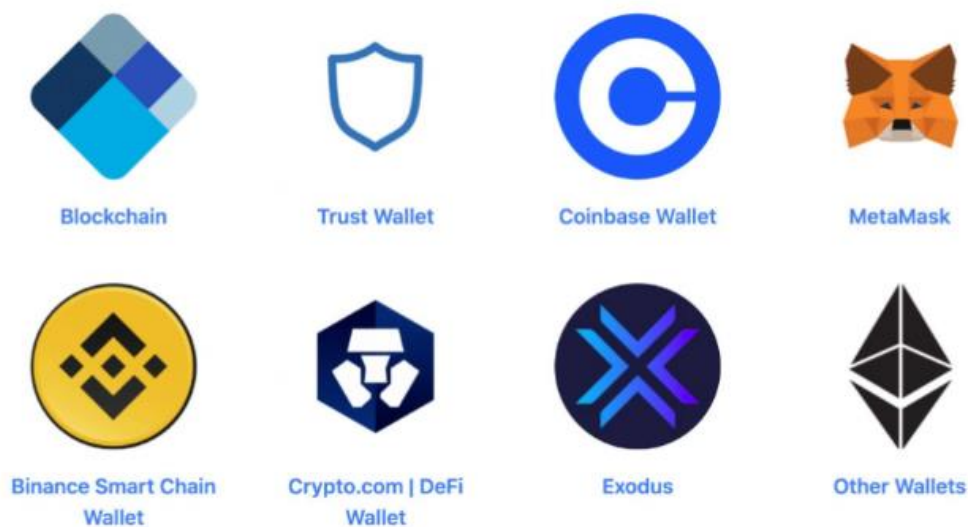 Blockchain
Trust Wallet
Coinbase Wallet
MetaMask
Binance Smart Chain
Wallet
Crypto.com | DeFi
Wallet
Exodus
Other Wallets